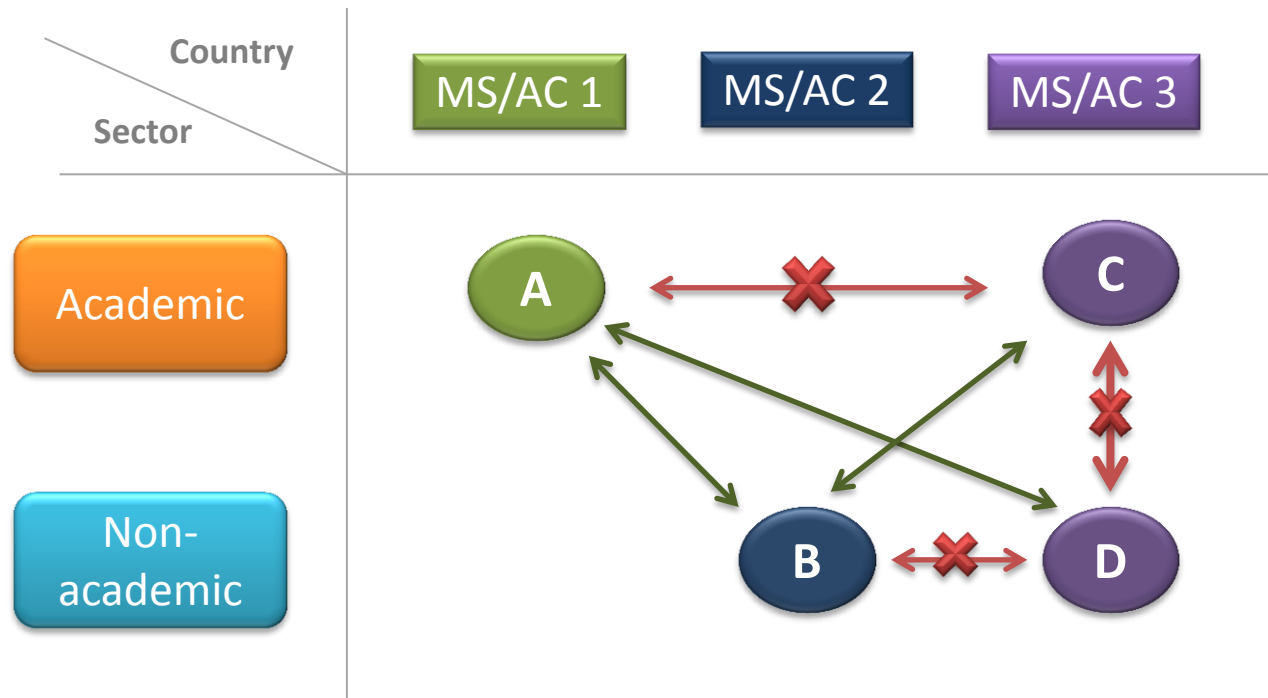 Country
Sector
MS/AC 1
MS/AC 2
MS/AC 3
Academic
A
C
Non-
academic
B
D